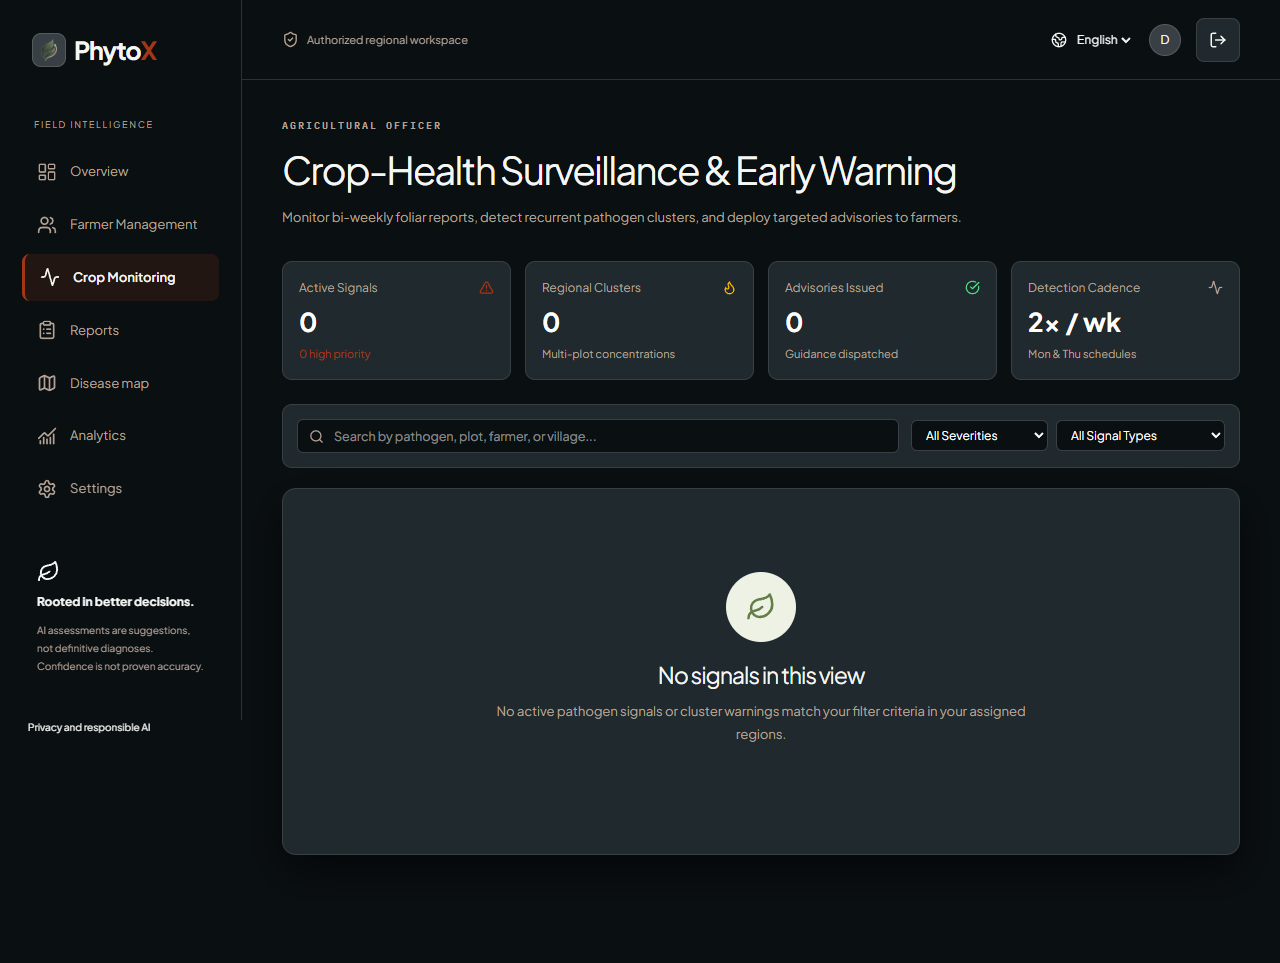 PhytoX
Authorized regional workspace
English
D
FIELD INTELLIGENCE
Overview
Farmer Management
Crop Monitoring
Reports
Disease map
Analytics
Settings
Rooted in better decisions.
AI assessments are suggestions,
not definitive diagnoses.
Confidence is not proven accuracy.
Privacy and responsible AI
AGRICULTURAL OFFICER
Crop-Health Surveillance & Early Warning
Monitor bi-weekly foliar reports, detect recurrent pathogen clusters, and deploy targeted advisories to farmers.
Active Signals
0
0 high priority
Regional Clusters
0
Multi-plot concentrations
Advisories Issued
0
Guidance dispatched
Detection Cadence
2× / wk
Mon & Thu schedules
Search by pathogen, plot, farmer, or village...
All Severities
All Signal Types
No signals in this view
No active pathogen signals or cluster warnings match your filter criteria in your assigned
regions.